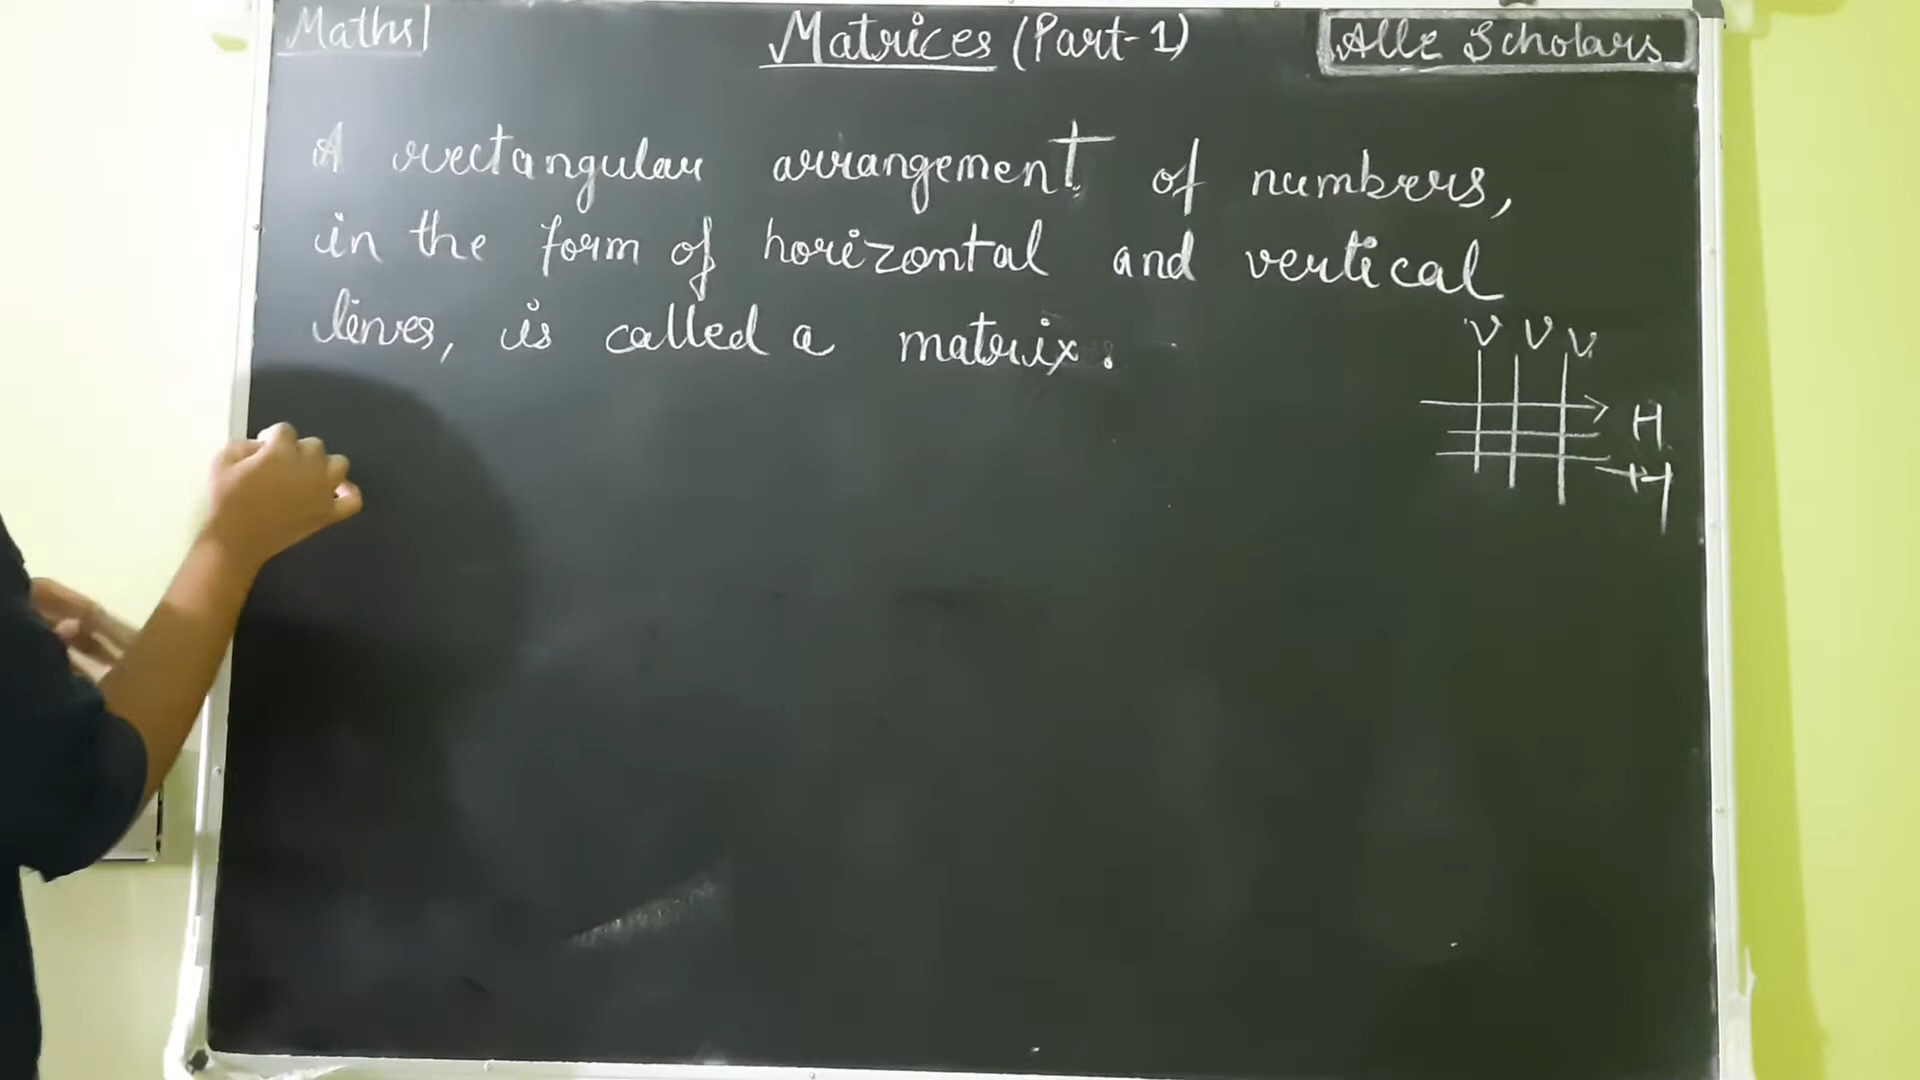 Maths
Matrices (Part-1)
Alle Scholars
A rectangular arrangement of numbers,
in the form of horizontal and vertical
lines, is called a matrix.
V V V
H
H